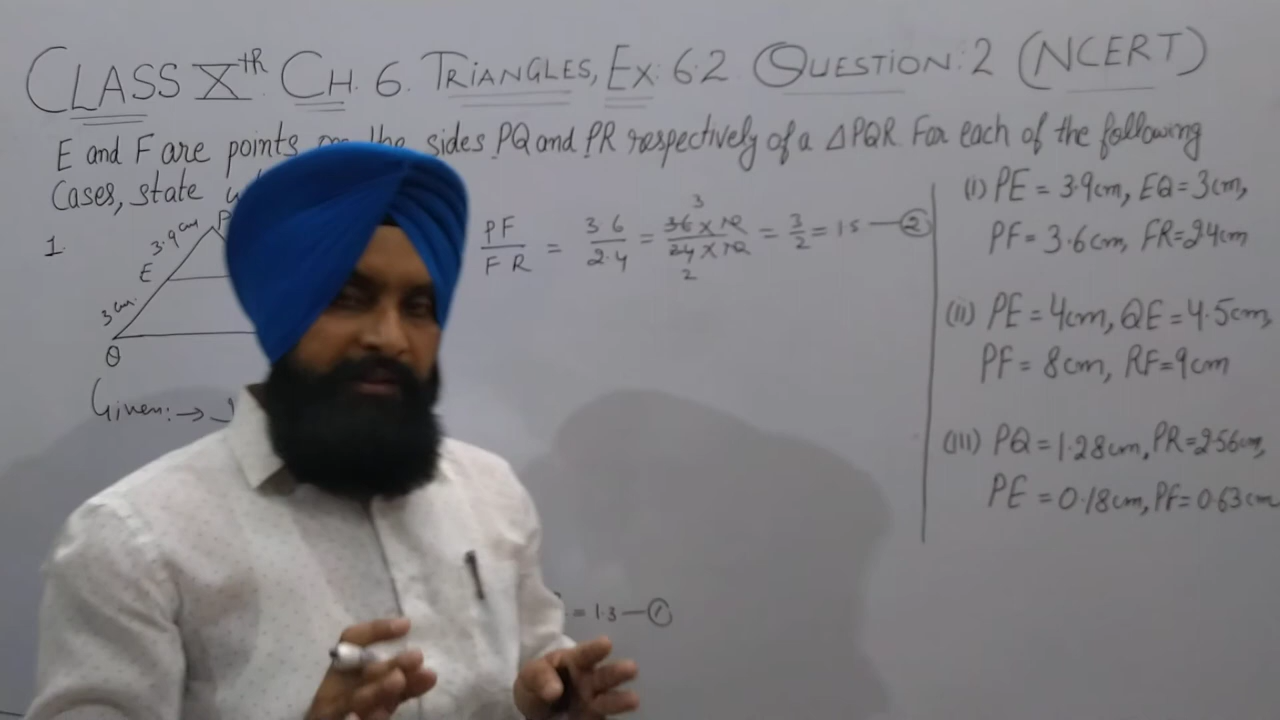 CLASS Xth CH. 6. TRIANGLES, EX: 6.2 QUESTION: 2 (NCERT)
E and F are points the sides PQ and PR respectively of a ΔPQR. For each of the following
Cases, state
1.
3.9cm
P
E
3cm.
Q
Given:→
PF/FR = 3.6/2.4 = 36×10/24×10 = 3/2 = 1.5 — ②
3
2
= 1.3 — ①
(i) PE = 3.9cm, EQ = 3cm,
PF = 3.6cm, FR = 2.4cm
(ii) PE = 4cm, QE = 4.5cm,
PF = 8cm, RF = 9cm
(iii) PQ = 1.28cm, PR = 2.56cm,
PE = 0.18cm, PF = 0.63cm